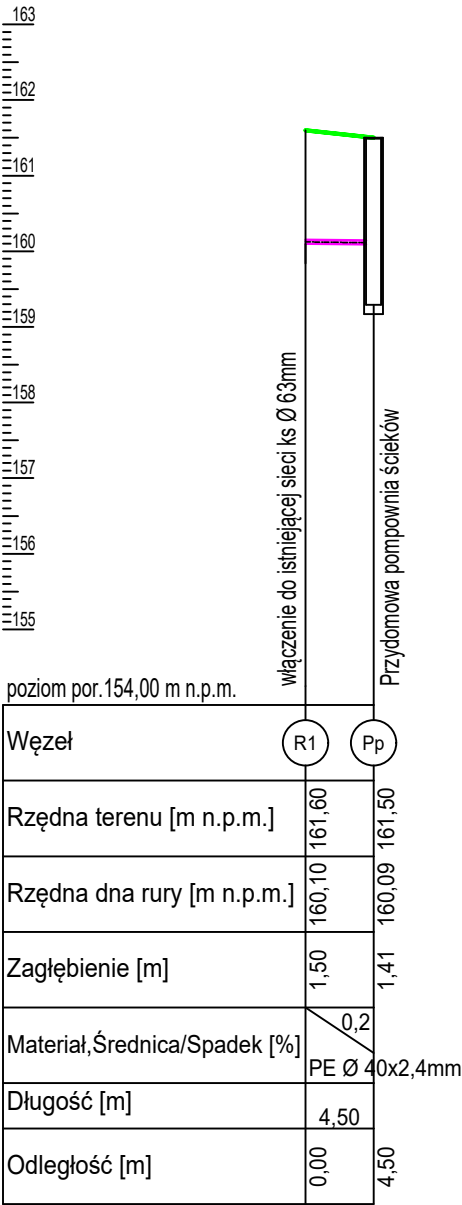 163
162
161
160
159
158
157
156
155
włączenie do istniejącej sieci ks Ø 63mm
Przydomowa pompownia ścieków
poziom por.154,00 m n.p.m.
Węzeł R1 Pp
Rzędna terenu [m n.p.m.] 161,60 161,50
Rzędna dna rury [m n.p.m.] 160,10 160,09
Zagłębienie [m] 1,50 1,41
Materiał,Średnica/Spadek [%] 0,2
PE Ø 40x2,4mm
Długość [m] 4,50
Odległość [m] 0,00 4,50